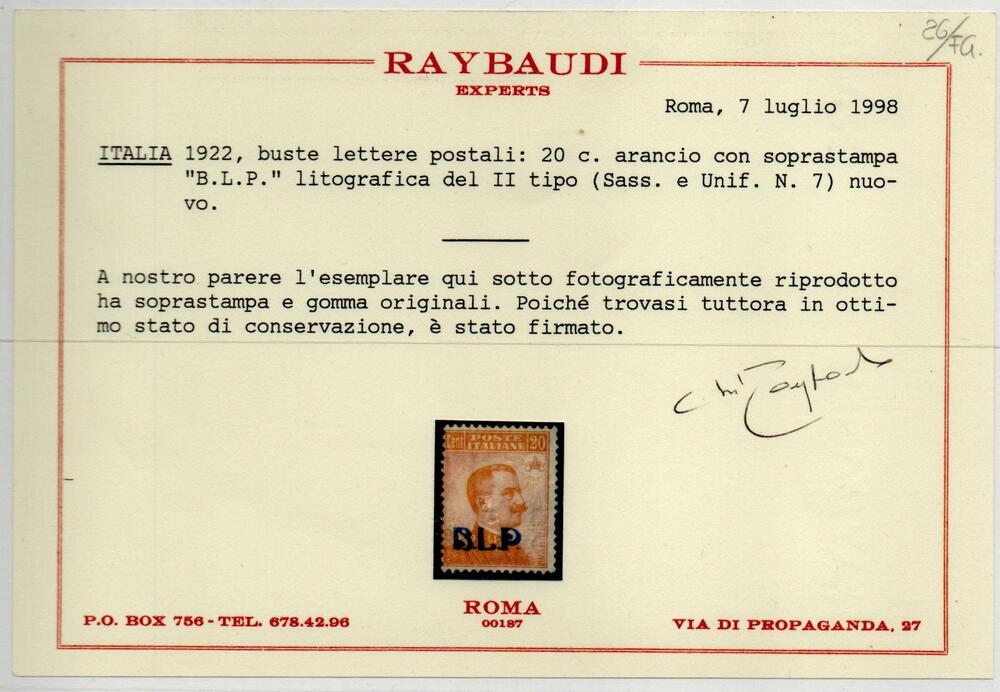 26/FG.
RAYBAUDI
EXPERTS
Roma, 7 luglio 1998
ITALIA 1922, buste lettere postali: 20 c. arancio con soprastampa
"B.L.P." litografica del II tipo (Sass. e Unif. N. 7) nuo-
vo.
A nostro parere l'esemplare qui sotto fotograficamente riprodotto
ha soprastampa e gomma originali. Poiché trovasi tuttora in otti-
mo stato di conservazione, è stato firmato.
Cent POSTE ITALIANE 20
B.L.P.
ROMA
00187
P.O. BOX 756 - TEL. 678.42.96
VIA DI PROPAGANDA, 27